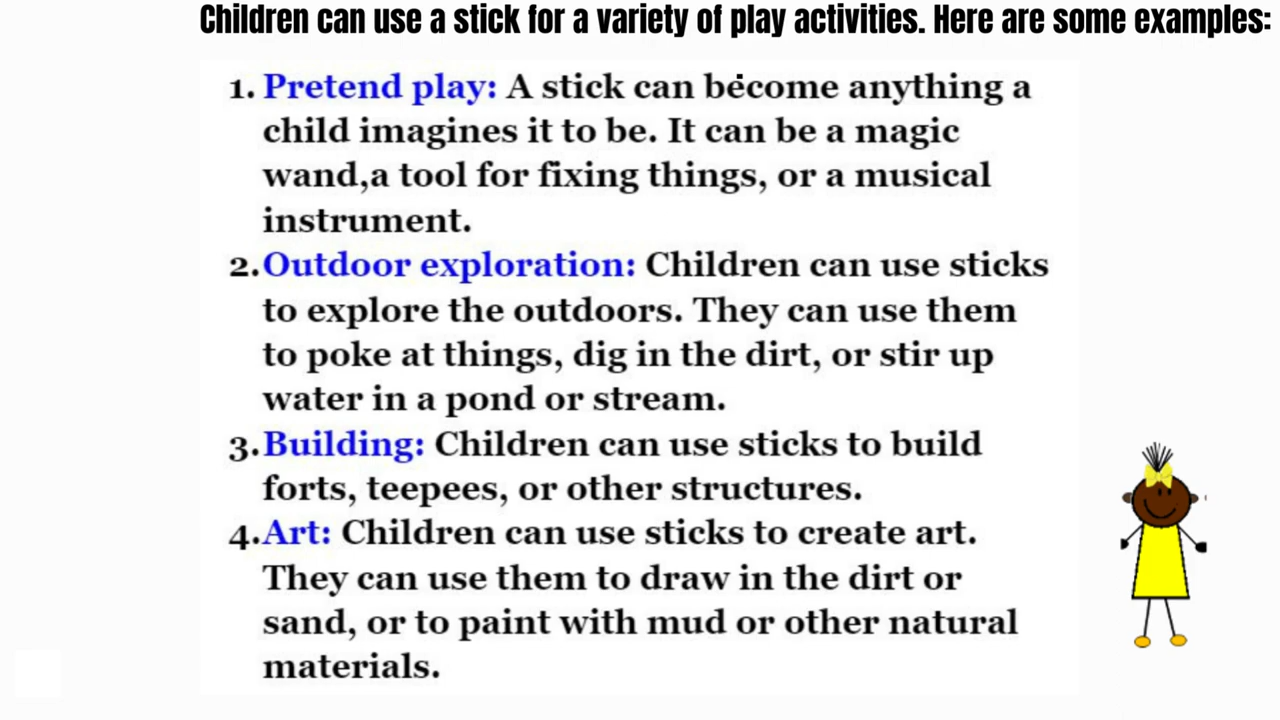 Children can use a stick for a variety of play activities. Here are some examples:
1. Pretend play: A stick can become anything a
child imagines it to be. It can be a magic
wand,a tool for fixing things, or a musical
instrument.
2.Outdoor exploration: Children can use sticks
to explore the outdoors. They can use them
to poke at things, dig in the dirt, or stir up
water in a pond or stream.
3.Building: Children can use sticks to build
forts, teepees, or other structures.
4.Art: Children can use sticks to create art.
They can use them to draw in the dirt or
sand, or to paint with mud or other natural
materials.